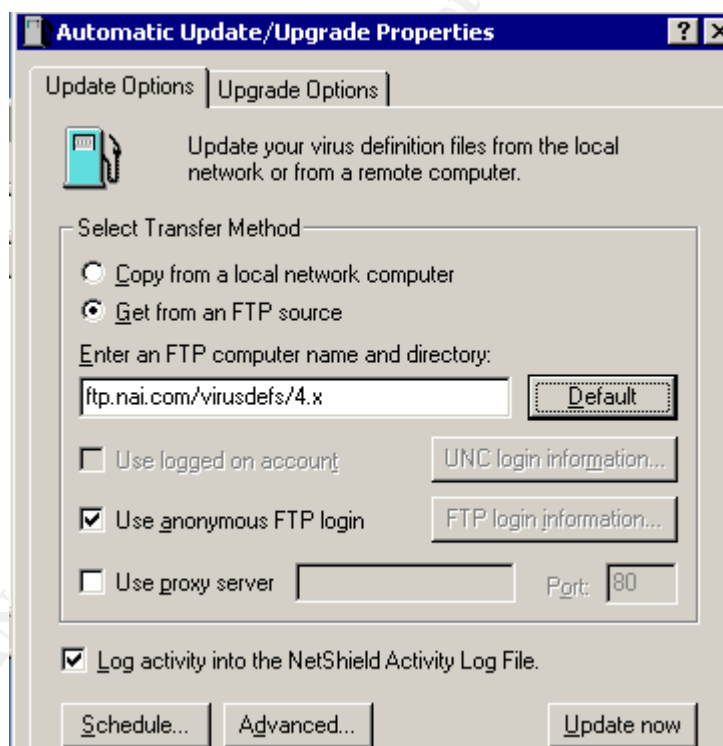 Automatic Update/Upgrade Properties
Update Options
Upgrade Options
Update your virus definition files from the local
network or from a remote computer.
Select Transfer Method
Copy from a local network computer
Get from an FTP source
Enter an FTP computer name and directory:
ftp.nai.com/virusdefs/4.x
Default
Use logged on account
UNC login information...
Use anonymous FTP login
FTP login information...
Use proxy server
Port: 80
Log activity into the NetShield Activity Log File.
Schedule...
Advanced...
Update now